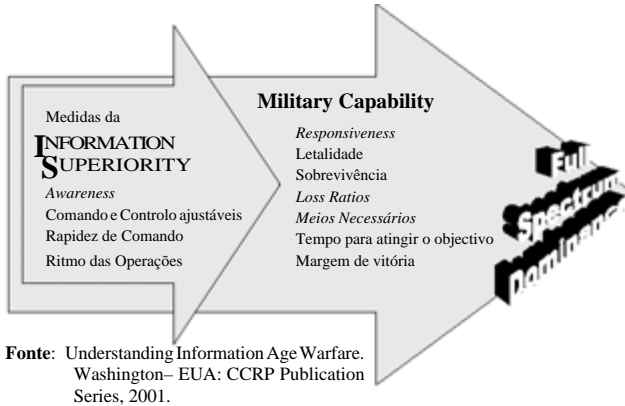 Medidas da
INFORMATION
SUPERIORITY
Awareness
Comando e Controlo ajustáveis
Rapidez de Comando
Ritmo das Operações
Military Capability
Responsiveness
Letalidade
Sobrevivência
Loss Ratios
Meios Necessários
Tempo para atingir o objectivo
Margem de vitória
Full
Spectrum
Dominance
Fonte: Understanding Information Age Warfare.
Washington– EUA: CCRP Publication
Series, 2001.